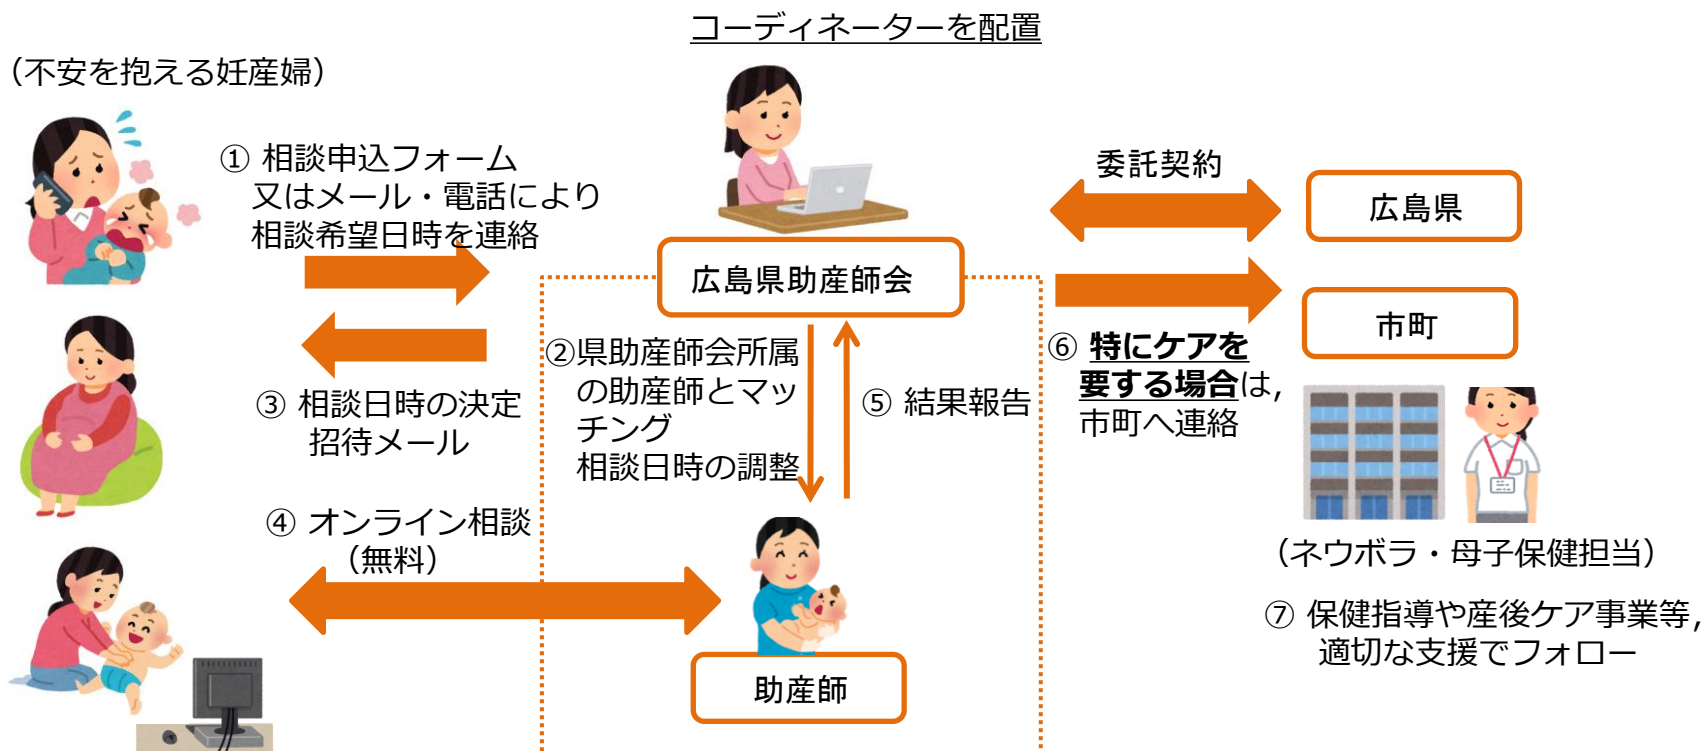 コーディネーターを配置
（不安を抱える妊産婦）
① 相談申込フォーム
又はメール・電話により
相談希望日時を連絡
委託契約
広島県
広島県助産師会
市町
②県助産師会所属
の助産師とマッ
チング
相談日時の調整
③ 相談日時の決定
招待メール
⑤ 結果報告
⑥ 特にケアを
要する場合は，
市町へ連絡
④ オンライン相談
（無料）
（ネウボラ・母子保健担当）
⑦ 保健指導や産後ケア事業等，
適切な支援でフォロー
助産師